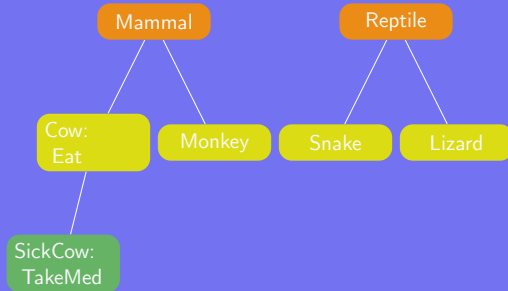 Mammal
Reptile
Cow:
Eat
Monkey
Snake
Lizard
SickCow:
TakeMed